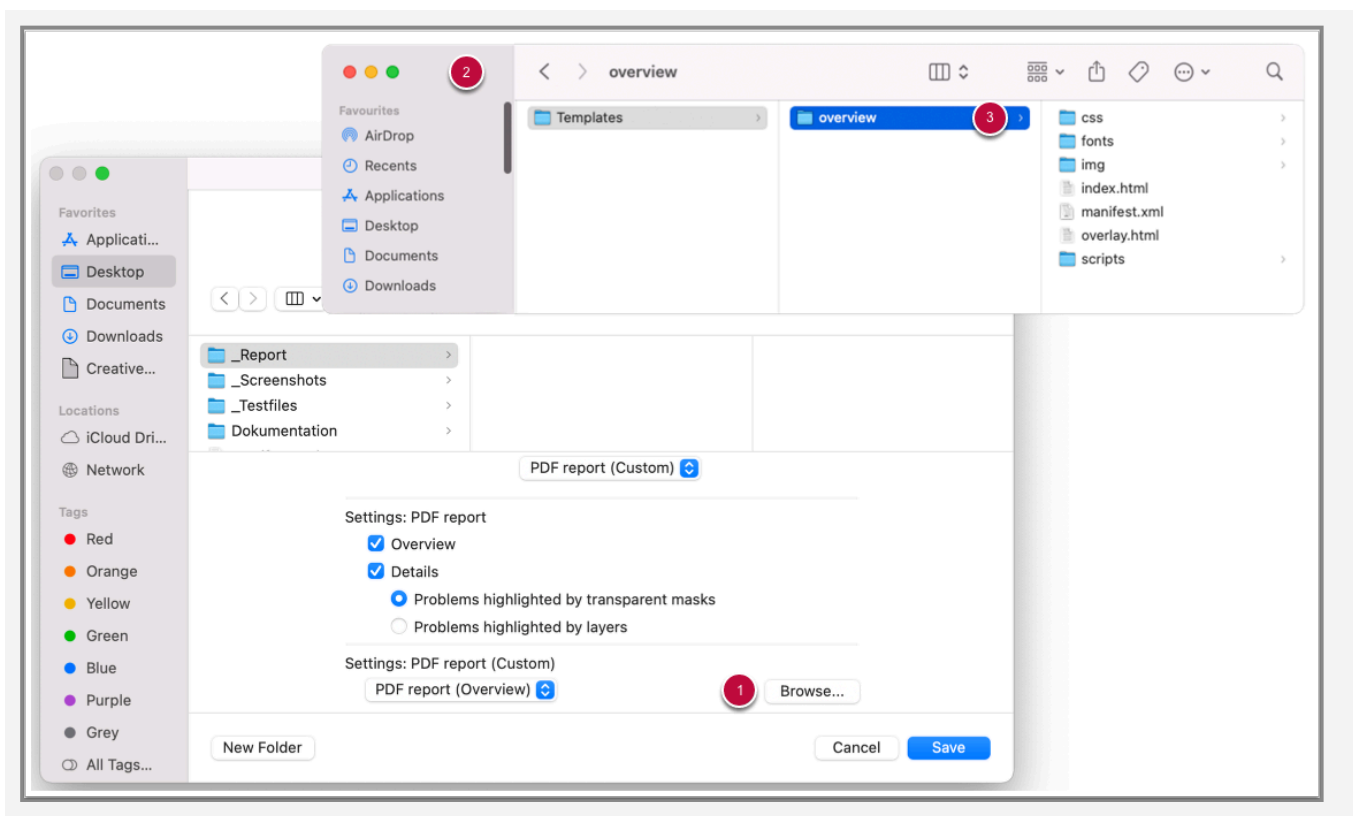 2
overview
Favourites
AirDrop
Recents
Applications
Desktop
Documents
Downloads
Templates
overview
3
css
fonts
img
index.html
manifest.xml
overlay.html
scripts
Favorites
Applicati...
Desktop
Documents
Downloads
Creative...
Locations
iCloud Dri...
Network
Tags
Red
Orange
Yellow
Green
Blue
Purple
Grey
All Tags...
_Report
_Screenshots
_Testfiles
Dokumentation
PDF report (Custom)
Settings: PDF report
Overview
Details
Problems highlighted by transparent masks
Problems highlighted by layers
Settings: PDF report (Custom)
PDF report (Overview)
1
Browse...
New Folder
Cancel
Save